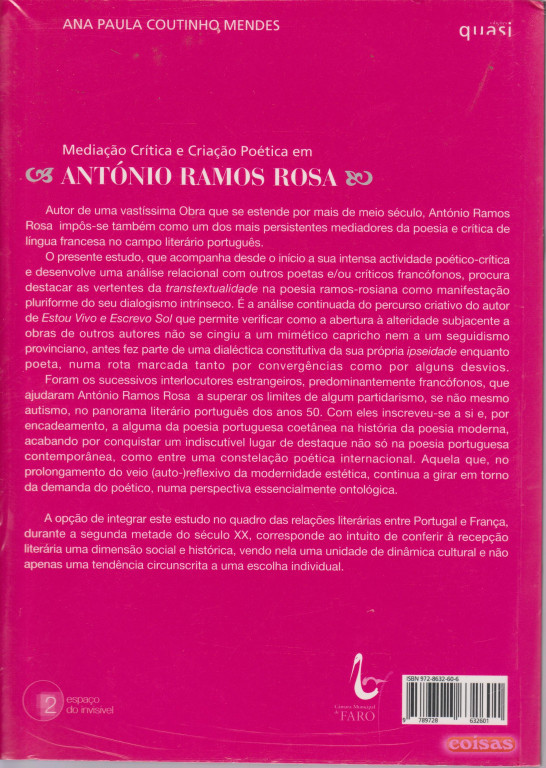 ANA PAULA COUTINHO MENDES
edições
quasi
Mediação Crítica e Criação Poética em
ANTÓNIO RAMOS ROSA
Autor de uma vastíssima Obra que se estende por mais de meio século, António Ramos
Rosa impôs-se também como um dos mais persistentes mediadores da poesia e crítica de
língua francesa no campo literário português.
O presente estudo, que acompanha desde o início a sua intensa actividade poético-crítica
e desenvolve uma análise relacional com outros poetas e/ou críticos francófonos, procura
destacar as vertentes da transtextualidade na poesia ramos-rosiana como manifestação
pluriforme do seu dialogismo intrínseco. É a análise continuada do percurso criativo do autor
de Estou Vivo e Escrevo Sol que permite verificar como a abertura à alteridade subjacente a
obras de outros autores não se cingiu a um mimético capricho nem a um seguidismo
provinciano, antes fez parte de uma dialéctica constitutiva da sua própria ipseidade enquanto
poeta, numa rota marcada tanto por convergências como por alguns desvios.
Foram os sucessivos interlocutores estrangeiros, predominantemente francófonos, que
ajudaram António Ramos Rosa a superar os limites de algum partidarismo, se não mesmo
autismo, no panorama literário português dos anos 50. Com eles inscreveu-se a si e, por
encadeamento, a alguma da poesia portuguesa coetânea na história da poesia moderna,
acabando por conquistar um indiscutível lugar de destaque não só na poesia portuguesa
contemporânea, como entre uma constelação poética internacional. Aquela que, no
prolongamento do veio (auto-)reflexivo da modernidade estética, continua a girar em torno
da demanda do poético, numa perspectiva essencialmente ontológica.
A opção de integrar este estudo no quadro das relações literárias entre Portugal e França,
durante a segunda metade do século XX, corresponde ao intuito de conferir à recepção
literária uma dimensão social e histórica, vendo nela uma unidade de dinâmica cultural e não
apenas uma tendência circunscrita a uma escolha individual.
2
espaço
do invisível
Câmara Municipal
de FARO
ISBN 972-8632-60-6
9 789728 632601
coisas